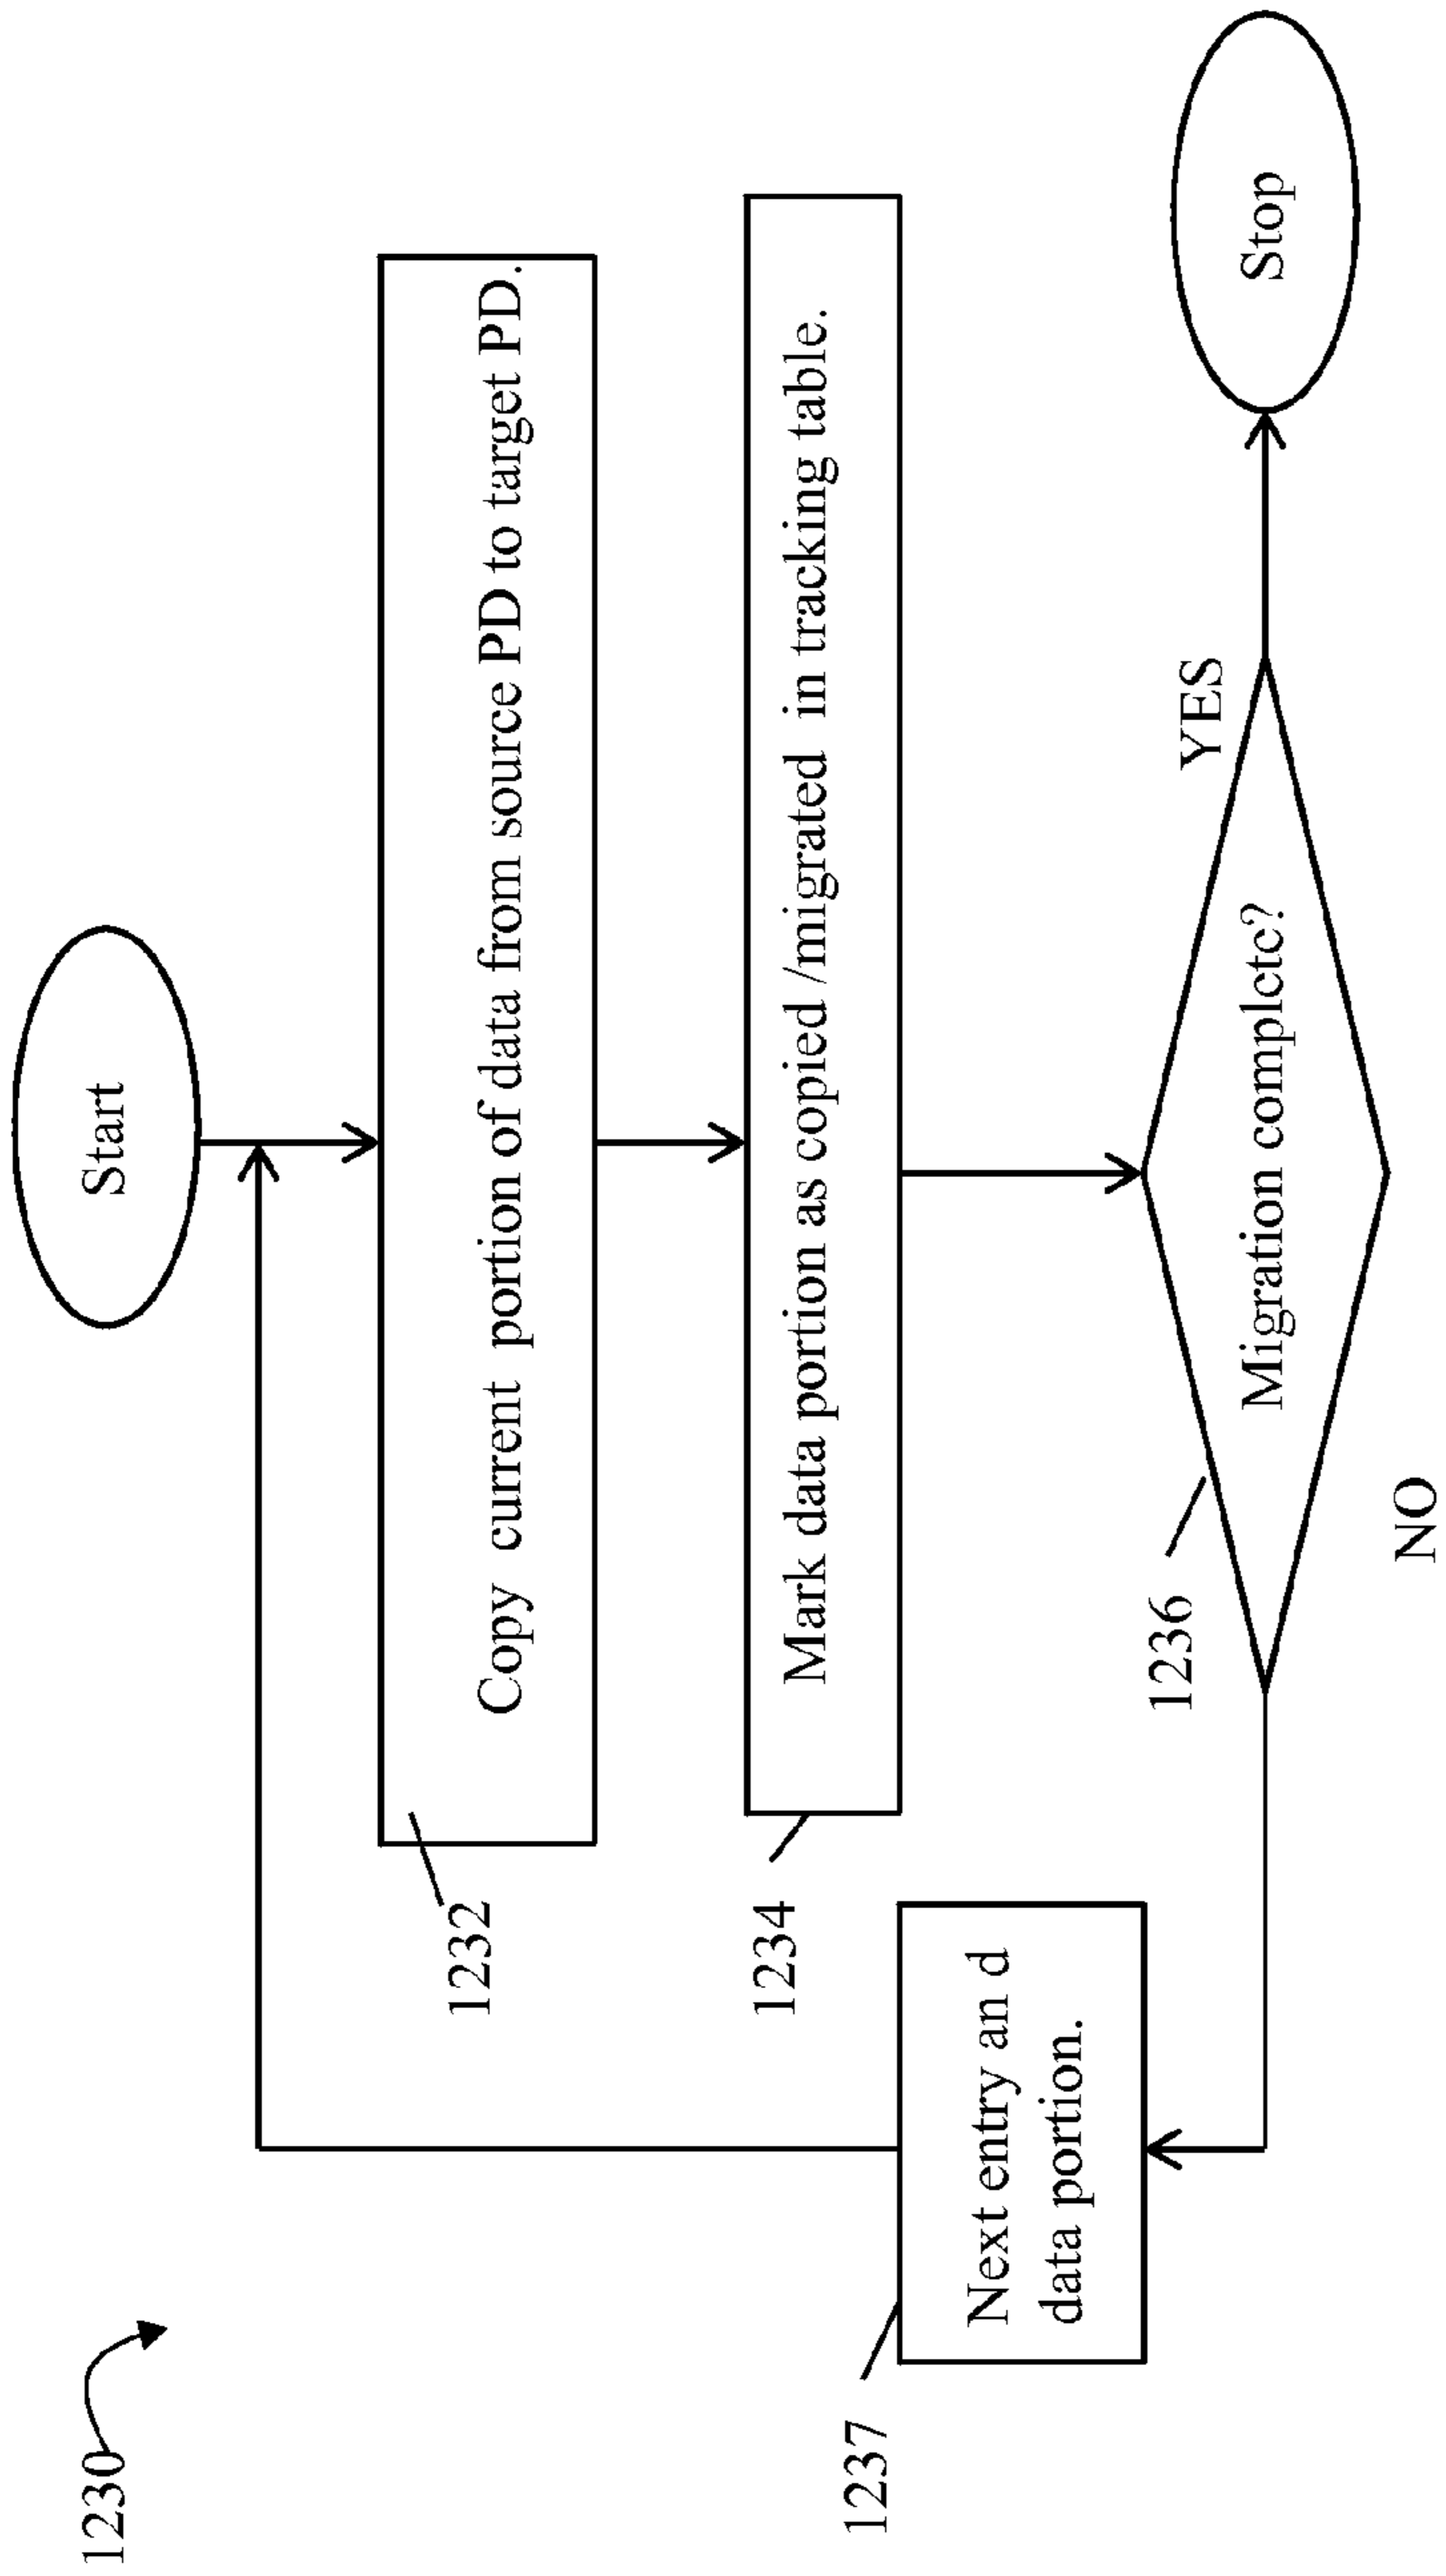 1230
Start
1232
Copy current portion of data from source PD to target PD.
1234
Mark data portion as copied /migrated in tracking table.
1237
Next entry an d
data portion.
1236
Migration complete?
YES
NO
Stop